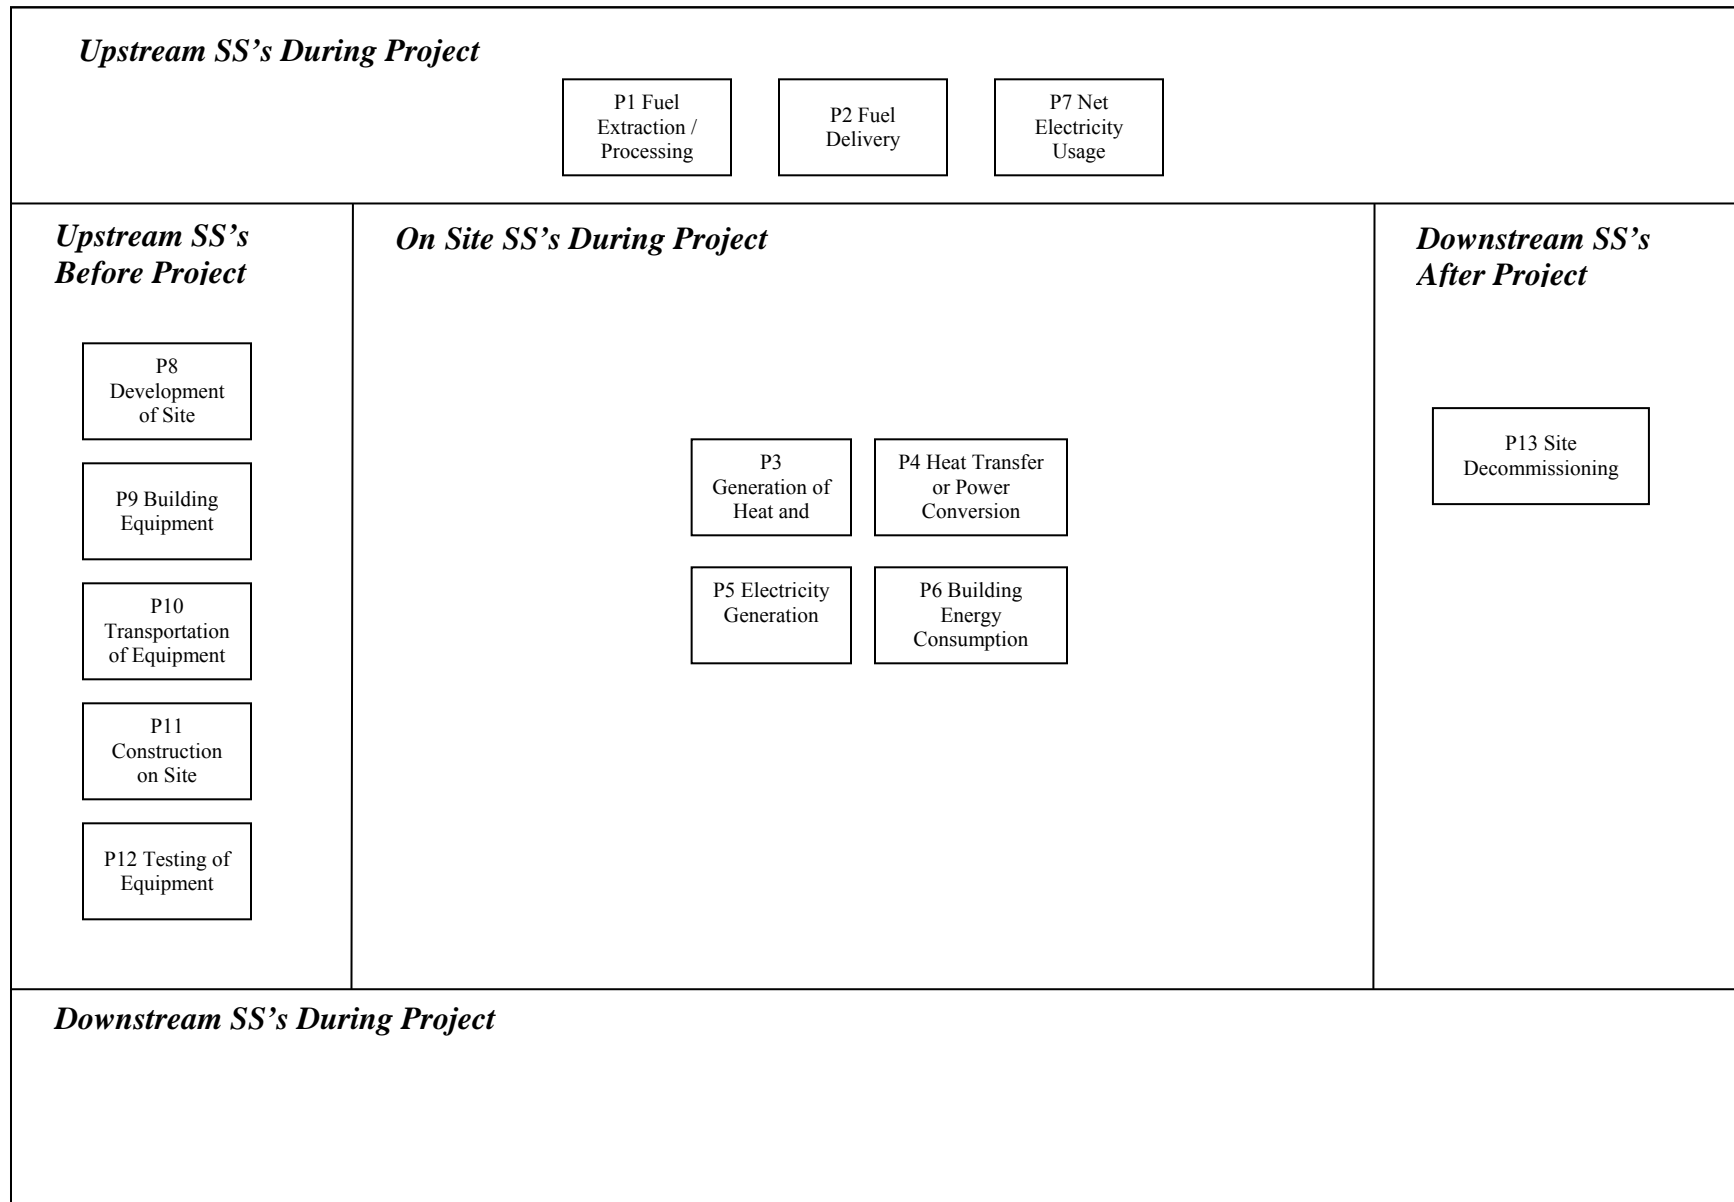 Upstream SS's During Project
P1 Fuel
Extraction /
Processing
P2 Fuel
Delivery
P7 Net
Electricity
Usage
Upstream SS's
Before Project
P8
Development
of Site
P9 Building
Equipment
P10
Transportation
of Equipment
P11
Construction
on Site
P12 Testing of
Equipment
On Site SS's During Project
P3
Generation of
Heat and
P4 Heat Transfer
or Power
Conversion
P5 Electricity
Generation
P6 Building
Energy
Consumption
Downstream SS's
After Project
P13 Site
Decommissioning
Downstream SS's During Project